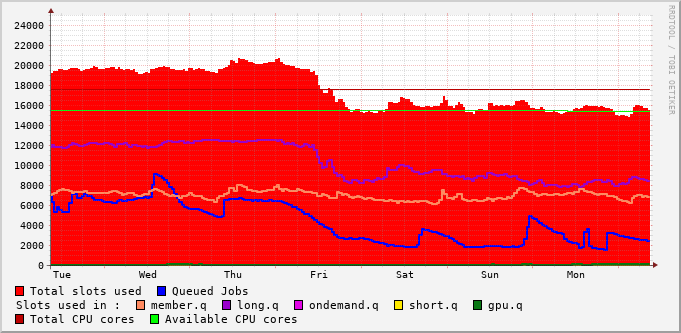 RRDTOOL / TOBI OETIKER
24000
22000
20000
18000
16000
14000
12000
10000
8000
6000
4000
2000
0
Tue Wed Thu Fri Sat Sun Mon
Total slots used Queued Jobs
Slots used in : member.q long.q ondemand.q short.q gpu.q
Total CPU cores Available CPU cores